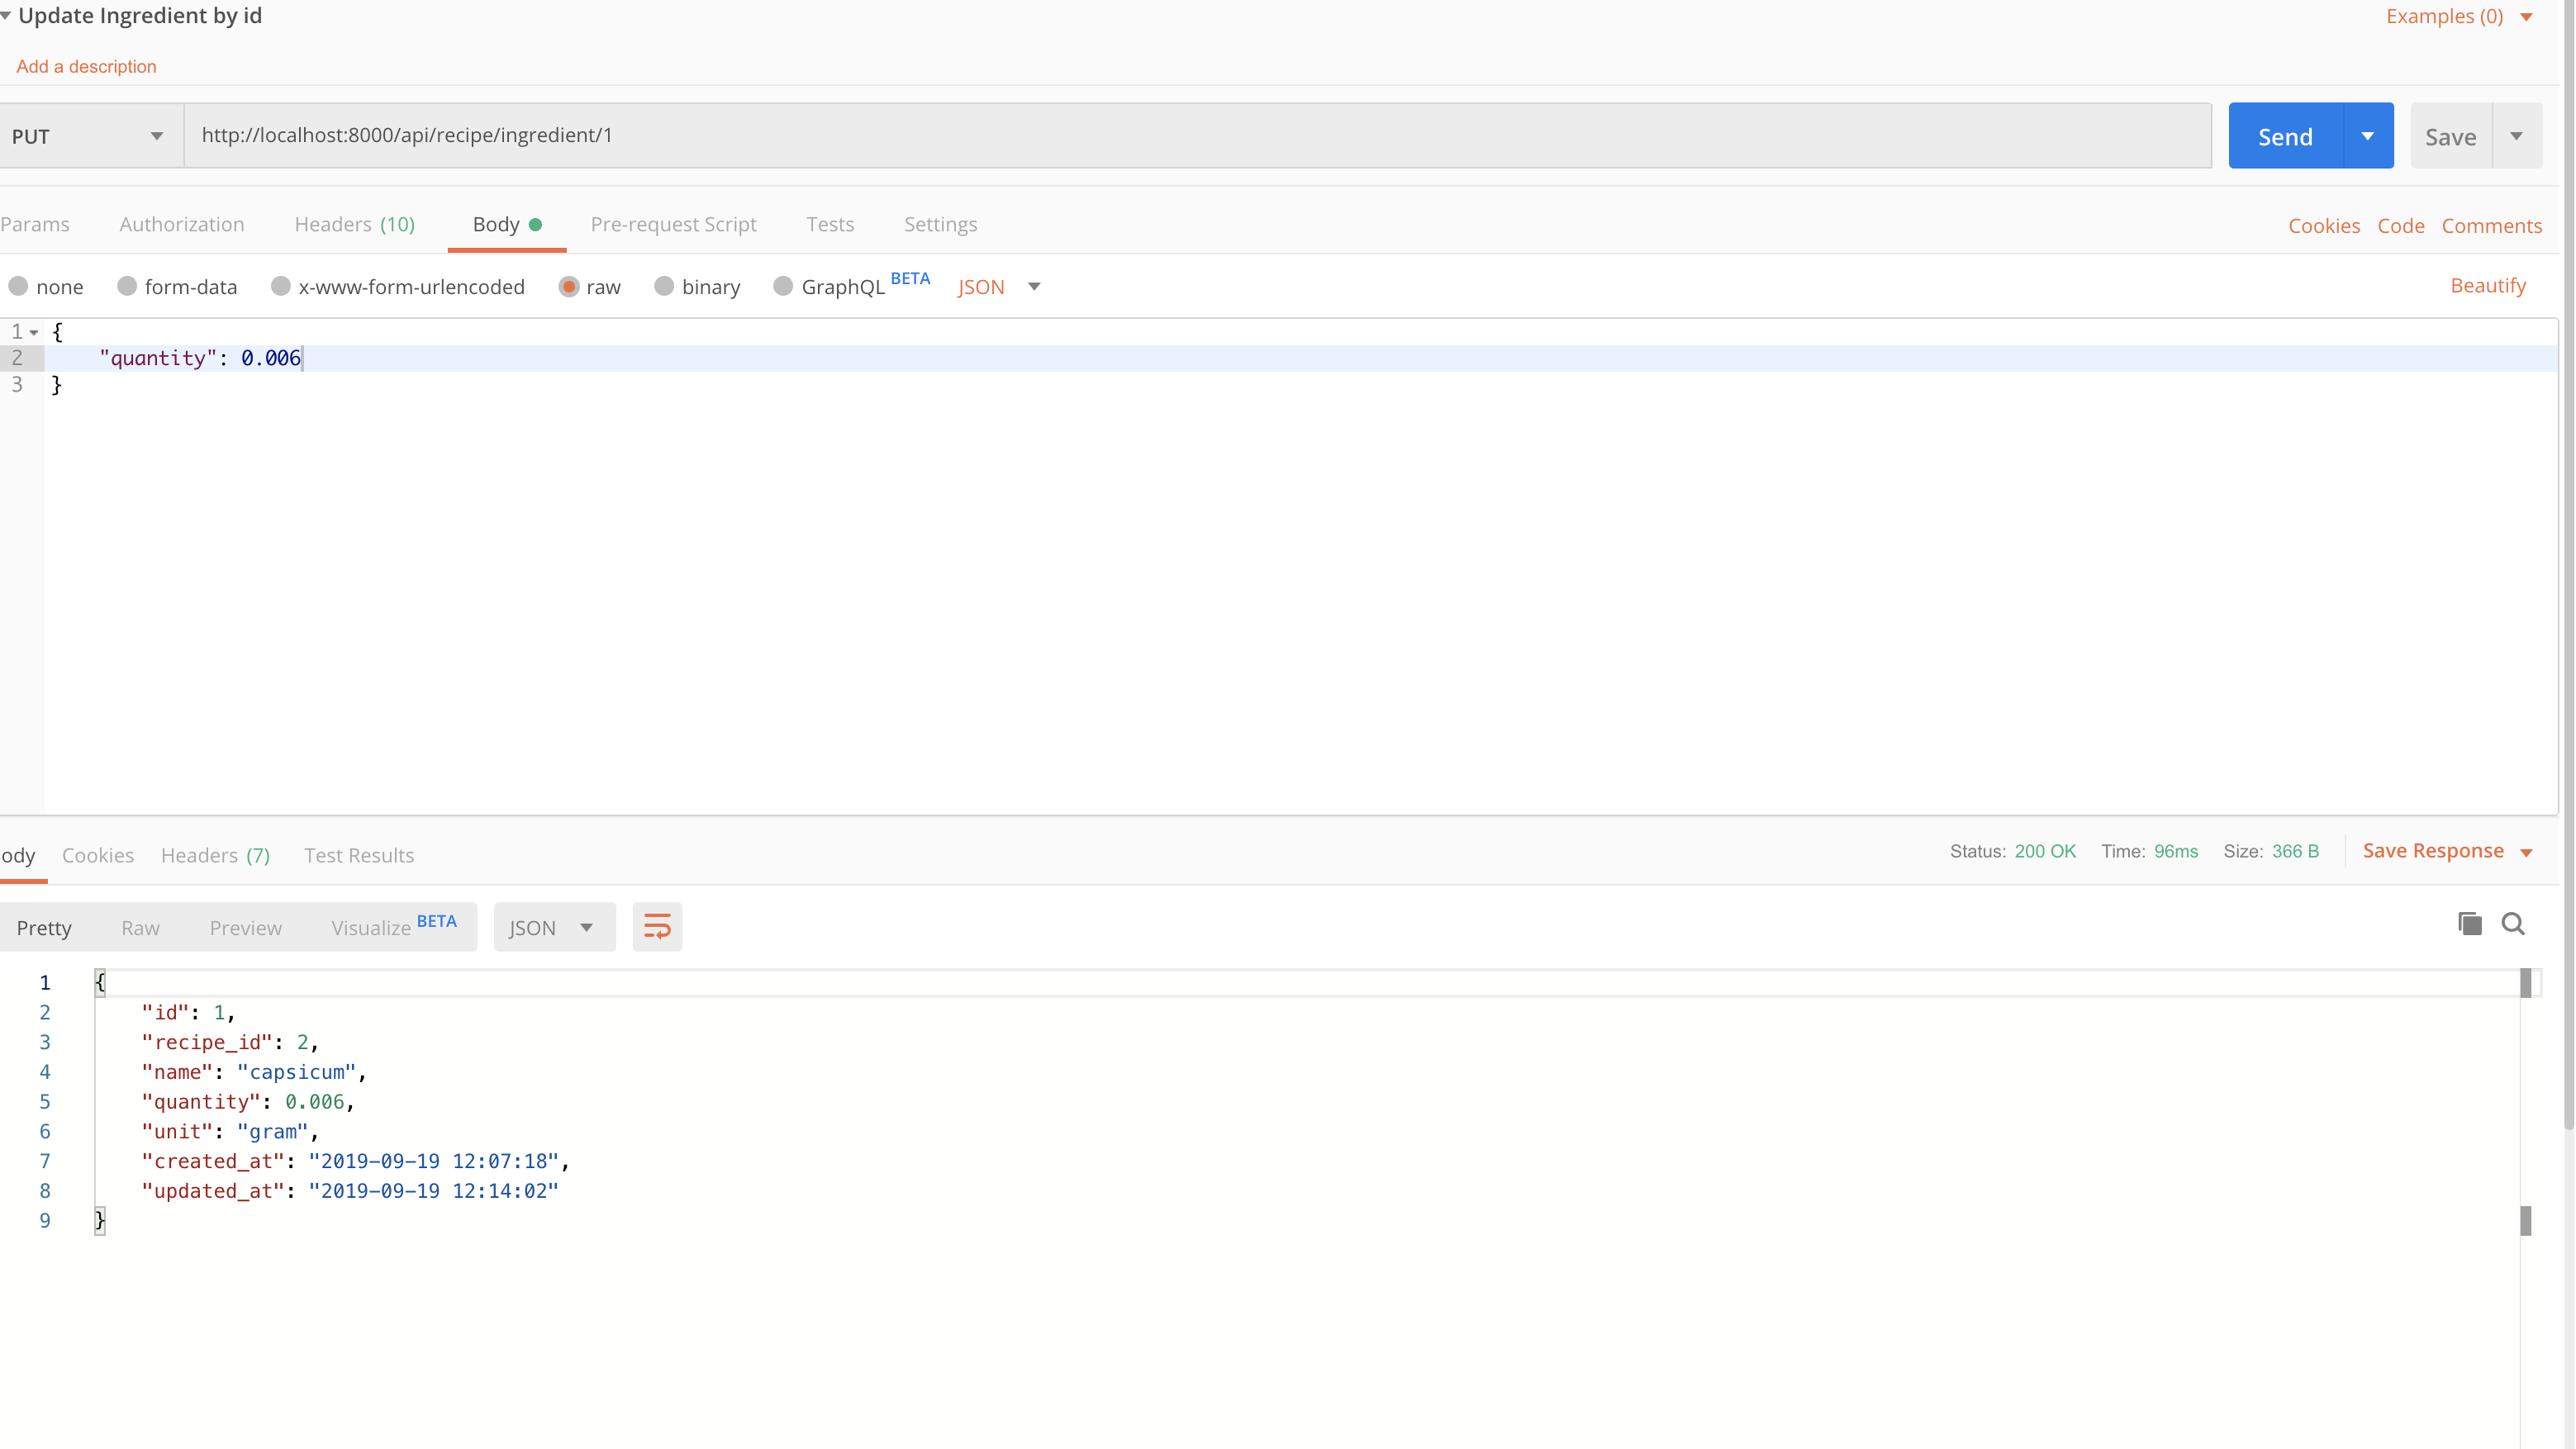 Update Ingredient by id
Examples (0)
Add a description
PUT
http://localhost:8000/api/recipe/ingredient/1
Send
Save
Params Authorization Headers (10) Body Pre-request Script Tests Settings
Cookies Code Comments
none form-data x-www-form-urlencoded raw binary GraphQL BETA JSON
Beautify
1 {
2 "quantity": 0.006
3 }
ody Cookies Headers (7) Test Results
Status: 200 OK Time: 96ms Size: 366 B Save Response
Pretty Raw Preview Visualize BETA JSON
1 {
2 "id": 1,
3 "recipe_id": 2,
4 "name": "capsicum",
5 "quantity": 0.006,
6 "unit": "gram",
7 "created_at": "2019-09-19 12:07:18",
8 "updated_at": "2019-09-19 12:14:02"
9 }